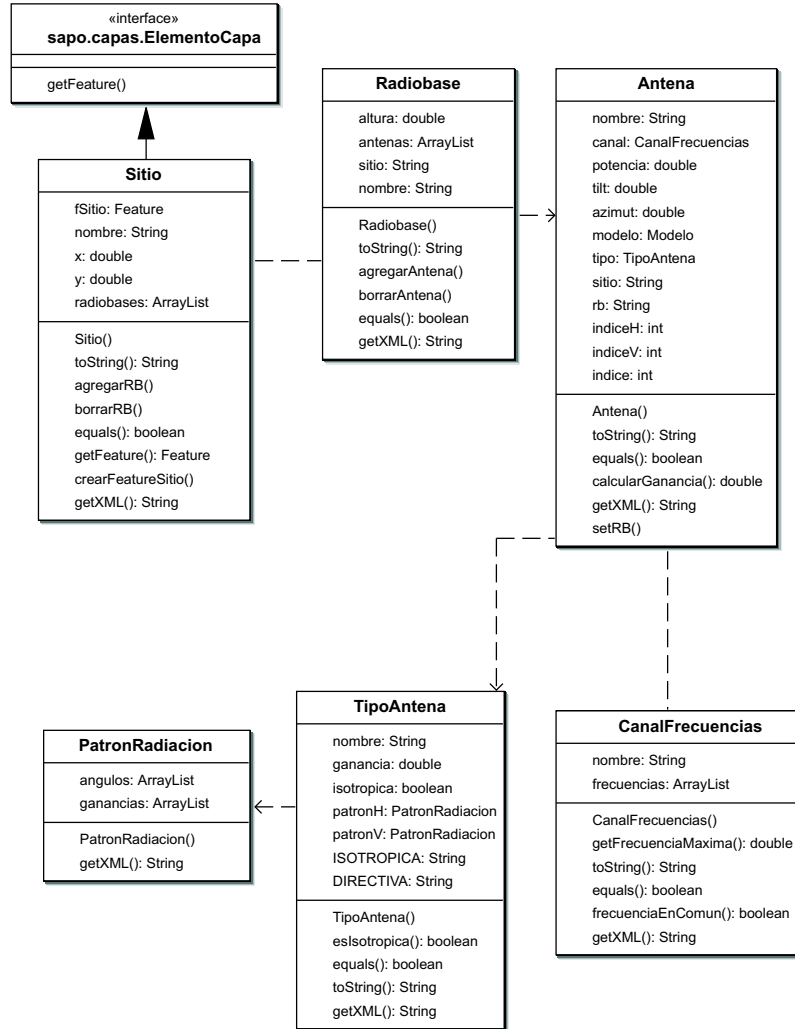 «interface»
sapo.capas.ElementoCapa
getFeature()
Sitio
fSitio: Feature
nombre: String
x: double
y: double
radiobases: ArrayList
Sitio()
toString(): String
agregarRB()
borrarRB()
equals(): boolean
getFeature(): Feature
crearFeatureSitio()
getXML(): String
Radiobase
altura: double
antenas: ArrayList
sitio: String
nombre: String
Radiobase()
toString(): String
agregarAntena()
borrarAntena()
equals(): boolean
getXML(): String
Antena
nombre: String
canal: CanalFrecuencias
potencia: double
tilt: double
azimut: double
modelo: Modelo
tipo: TipoAntena
sitio: String
rb: String
indiceH: int
indiceV: int
indice: int
Antena()
toString(): String
equals(): boolean
calcularGanancia(): double
getXML(): String
setRB()
PatronRadiacion
angulos: ArrayList
ganancias: ArrayList
PatronRadiacion()
getXML(): String
TipoAntena
nombre: String
ganancia: double
isotropica: boolean
patronH: PatronRadiacion
patronV: PatronRadiacion
ISOTROPICA: String
DIRECTIVA: String
TipoAntena()
esIsotropica(): boolean
equals(): boolean
toString(): String
getXML(): String
CanalFrecuencias
nombre: String
frecuencias: ArrayList
CanalFrecuencias()
getFrecuenciaMaxima(): double
toString(): String
equals(): boolean
frecuenciaEnComun(): boolean
getXML(): String